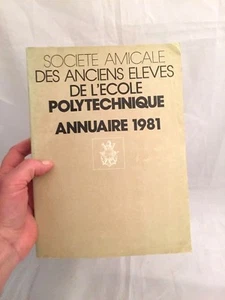 SOCIETE AMICALE
DES ANCIENS ELEVES
DE L'ECOLE
POLYTECHNIQUE
ANNUAIRE 1981